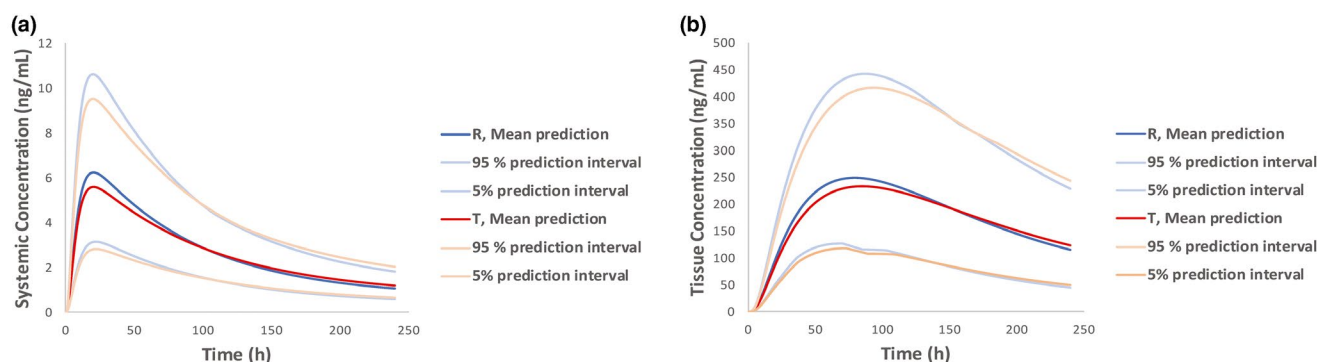 (a)
Systemic Concentration (ng/mL)
12
10
8
6
4
2
0
0 50 100 150 200 250
Time (h)
R, Mean prediction
95 % prediction interval
5% prediction interval
T, Mean prediction
95 % prediction interval
5% prediction interval
(b)
Tissue Concentration (ng/mL)
500
450
400
350
300
250
200
150
100
50
0
0 50 100 150 200 250
Time (h)
R, Mean prediction
95 % prediction interval
5% prediction interval
T, Mean prediction
95% prediction interval
5% prediction interval